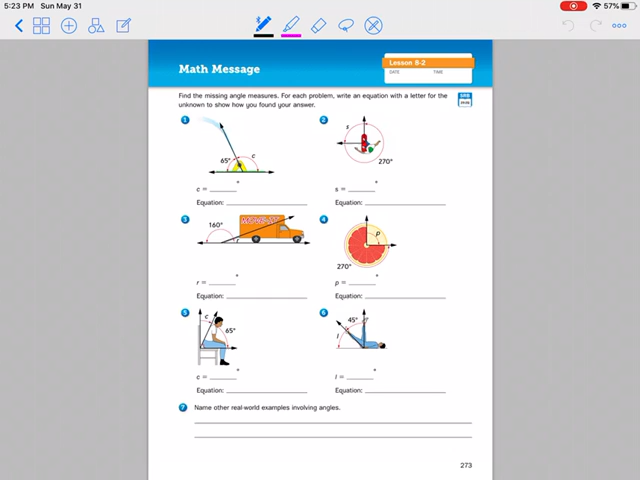 5:23 PM Sun May 31
57%
Math Message
Lesson 8-2
DATE TIME
Find the missing angle measures. For each problem, write an equation with a letter for the
unknown to show how you found your answer.
SRB
1
65°
c
c = ______°
Equation: ______
2
s
270°
s = ______°
Equation: ______
3
160°
r
r = ______°
Equation: ______
4
p
270°
p = ______°
Equation: ______
5
c
65°
c = ______°
Equation: ______
6
45°
l
l = ______°
Equation: ______
7 Name other real-world examples involving angles.
273